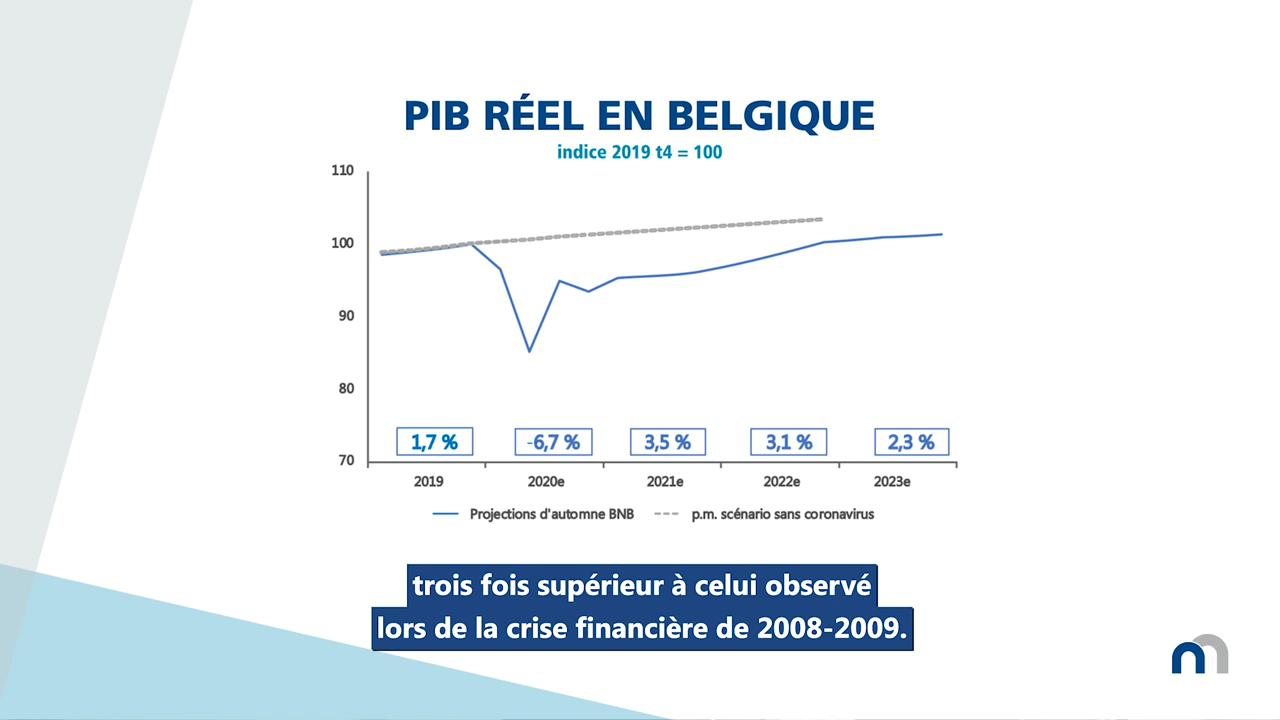 PIB RÉEL EN BELGIQUE
indice 2019 t4 = 100
110
100
90
80
70
1,7 %
-6,7 %
3,5 %
3,1 %
2,3 %
2019
2020e
2021e
2022e
2023e
Projections d'automne BNB
p.m. scénario sans coronavirus
trois fois supérieur à celui observé
lors de la crise financière de 2008-2009.